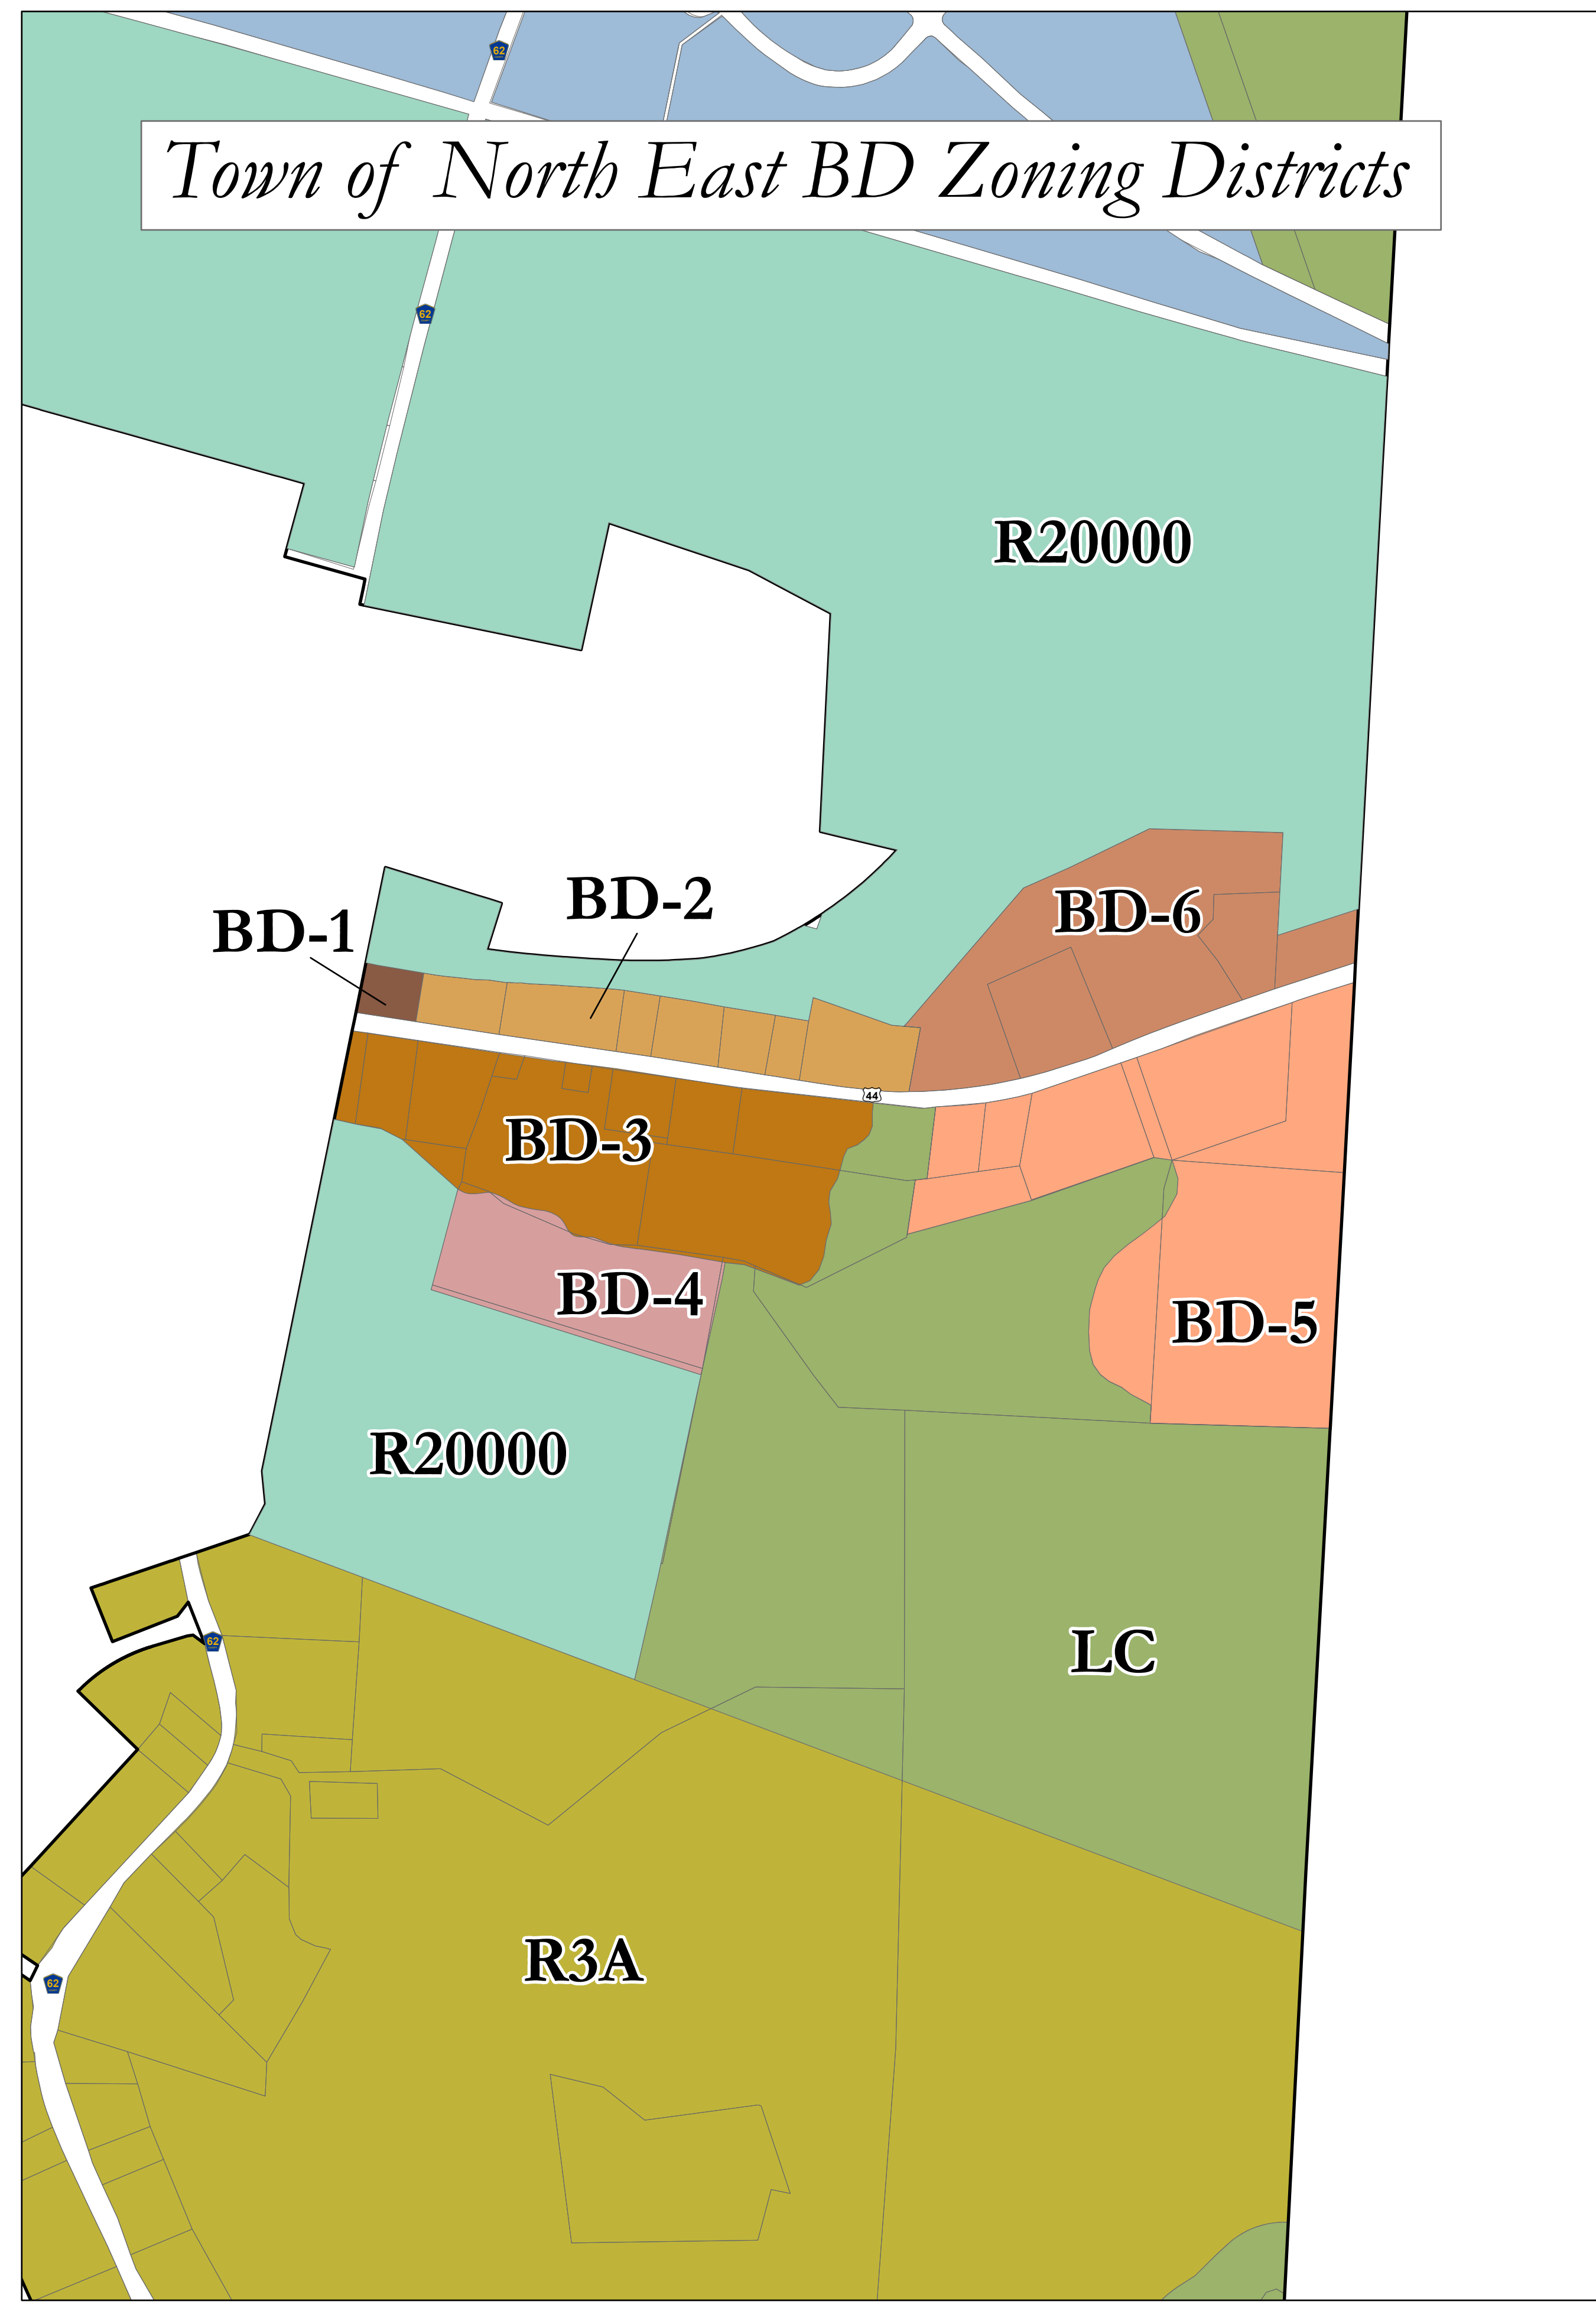 62
Town of North East BD Zoning Districts
62
R20000
BD-1
BD-2
BD-6
44
BD-3
BD-4
BD-5
R20000
62
LC
R3A
62